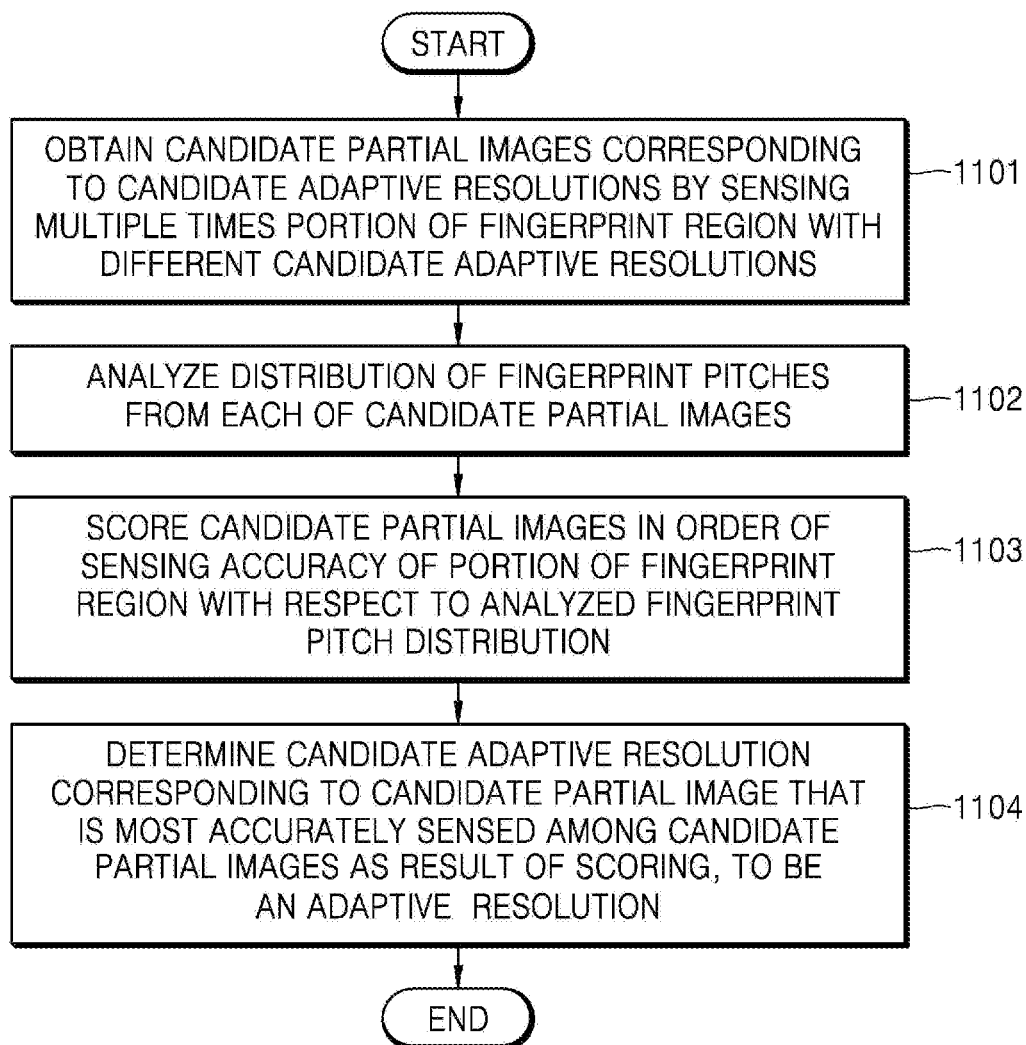 START
OBTAIN CANDIDATE PARTIAL IMAGES CORRESPONDING
TO CANDIDATE ADAPTIVE RESOLUTIONS BY SENSING
MULTIPLE TIMES PORTION OF FINGERPRINT REGION WITH
DIFFERENT CANDIDATE ADAPTIVE RESOLUTIONS
1101
ANALYZE DISTRIBUTION OF FINGERPRINT PITCHES
FROM EACH OF CANDIDATE PARTIAL IMAGES
1102
SCORE CANDIDATE PARTIAL IMAGES IN ORDER OF
SENSING ACCURACY OF PORTION OF FINGERPRINT
REGION WITH RESPECT TO ANALYZED FINGERPRINT
PITCH DISTRIBUTION
1103
DETERMINE CANDIDATE ADAPTIVE RESOLUTION
CORRESPONDING TO CANDIDATE PARTIAL IMAGE THAT
IS MOST ACCURATELY SENSED AMONG CANDIDATE
PARTIAL IMAGES AS RESULT OF SCORING, TO BE
AN ADAPTIVE RESOLUTION
1104
END